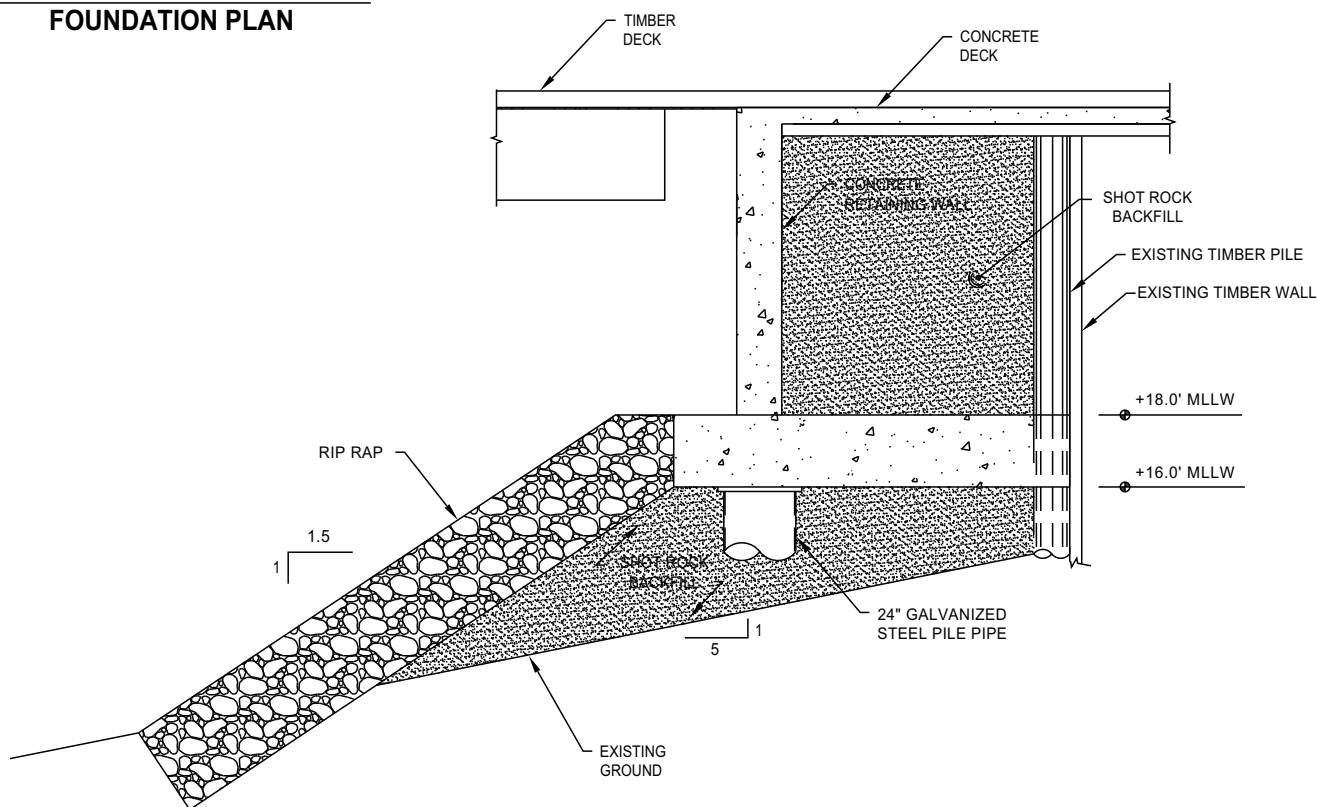 FOUNDATION PLAN
TIMBER
DECK
CONCRETE
DECK
CONCRETE
RETAINING WALL
SHOT ROCK
BACKFILL
EXISTING TIMBER PILE
EXISTING TIMBER WALL
+18.0' MLLW
RIP RAP
+16.0' MLLW
1.5
1
SHOT ROCK
BACKFILL
24" GALVANIZED
STEEL PILE PIPE
1
5
EXISTING
GROUND